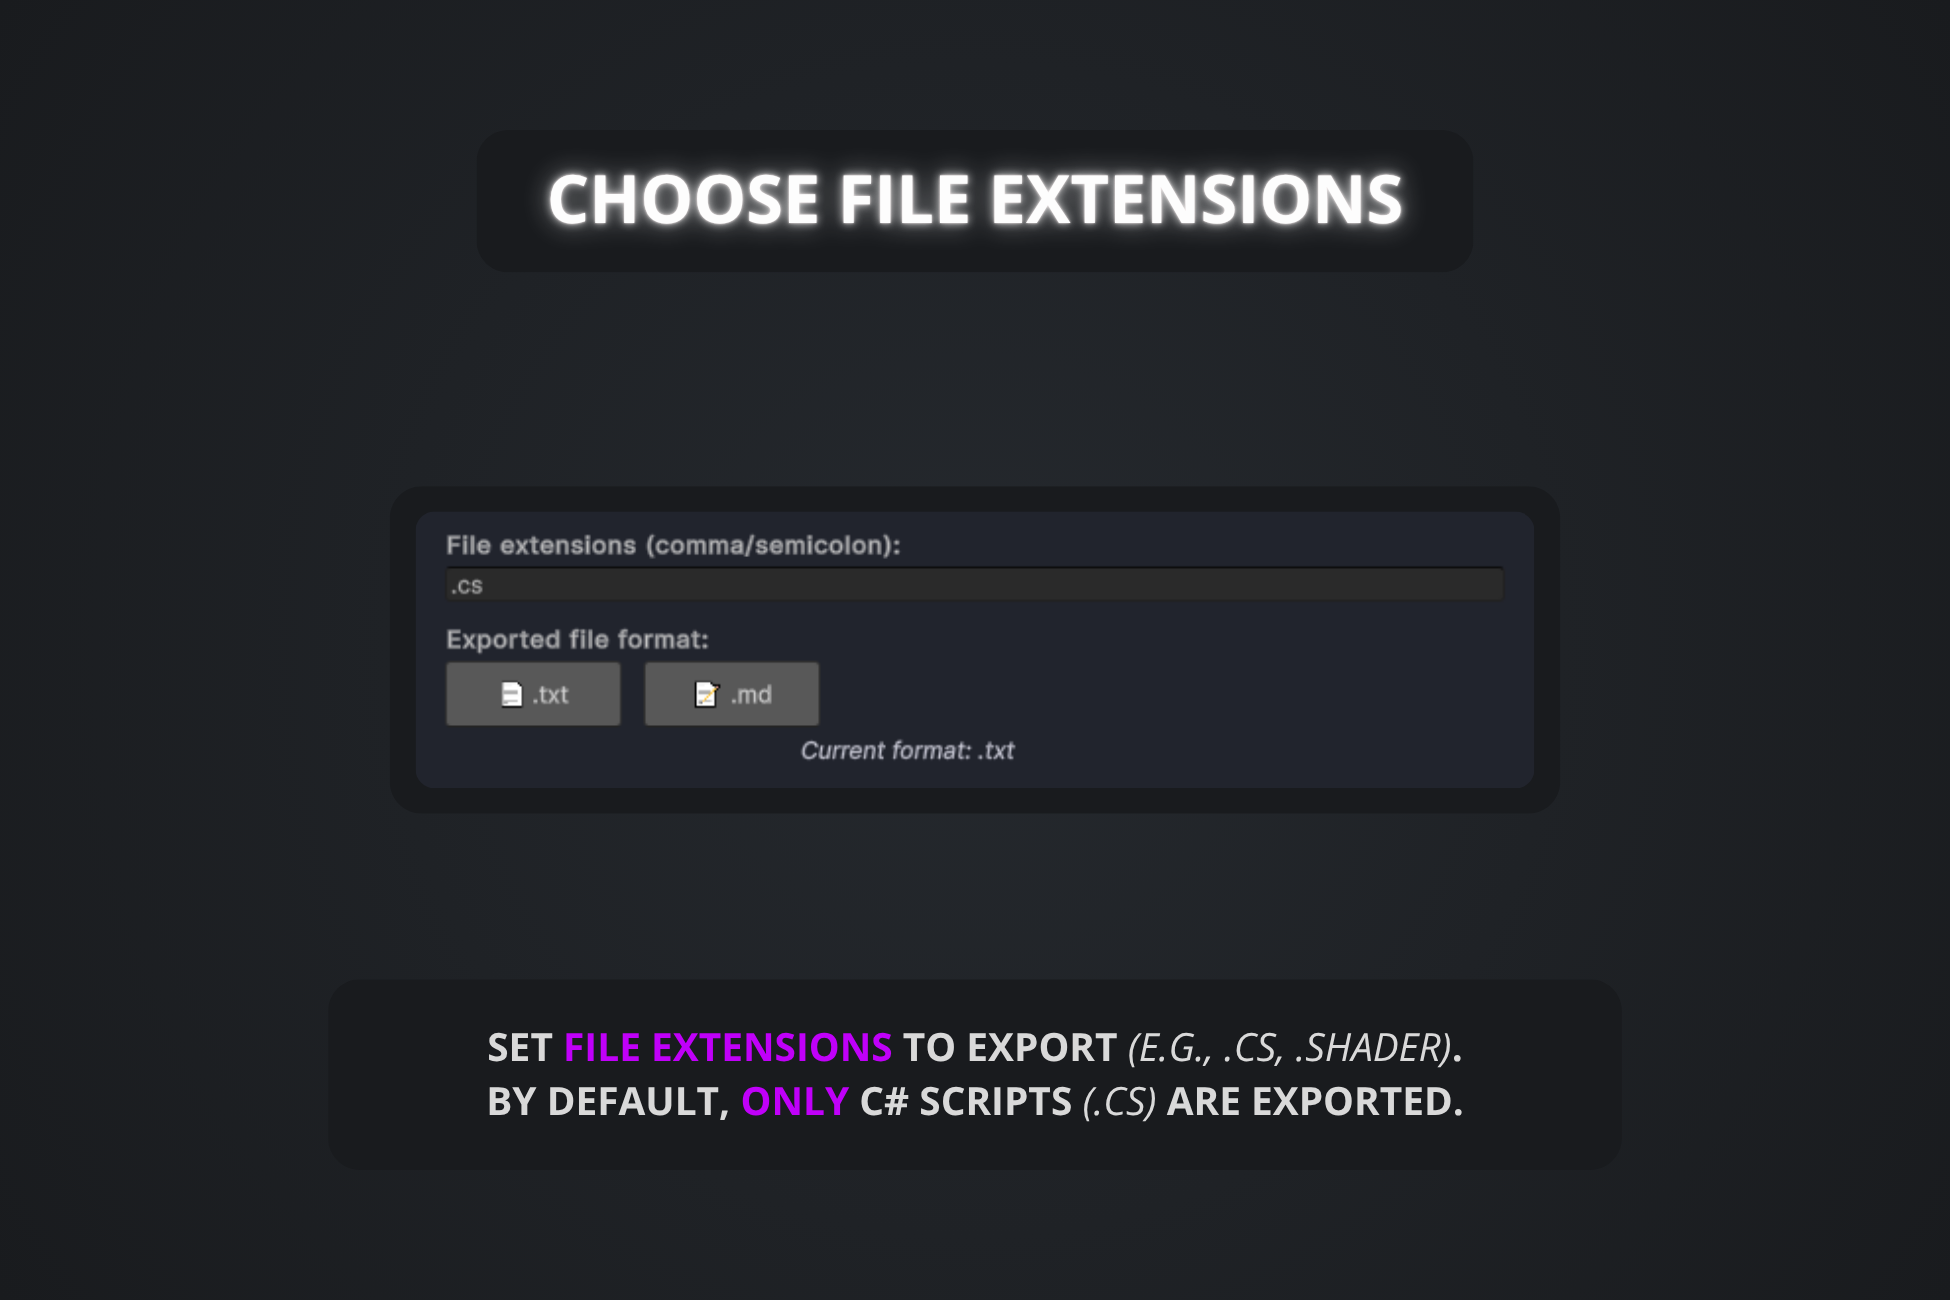 CHOOSE FILE EXTENSIONS
File extensions (comma/semicolon):
.cs
Exported file format:
.txt .md
Current format: .txt
SET FILE EXTENSIONS TO EXPORT (E.G., .CS, .SHADER).
BY DEFAULT, ONLY C# SCRIPTS (.CS) ARE EXPORTED.